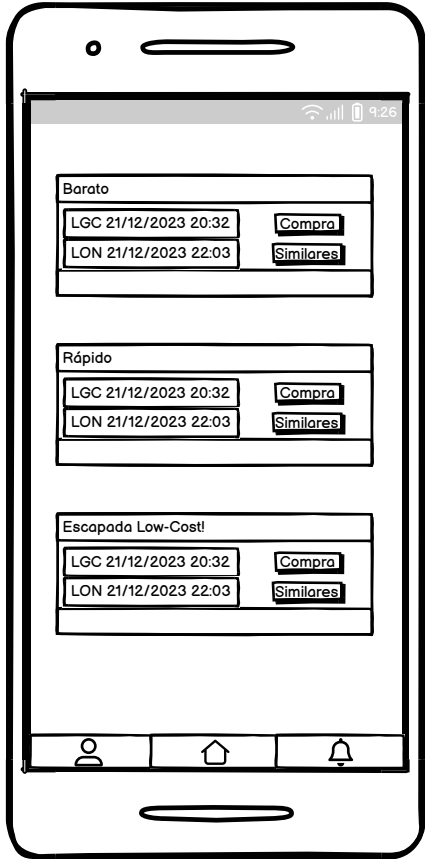 9:26
Barato
LGC 21/12/2023 20:32 Compra
LON 21/12/2023 22:03 Similares
Rápido
LGC 21/12/2023 20:32 Compra
LON 21/12/2023 22:03 Similares
Escapada Low-Cost!
LGC 21/12/2023 20:32 Compra
LON 21/12/2023 22:03 Similares